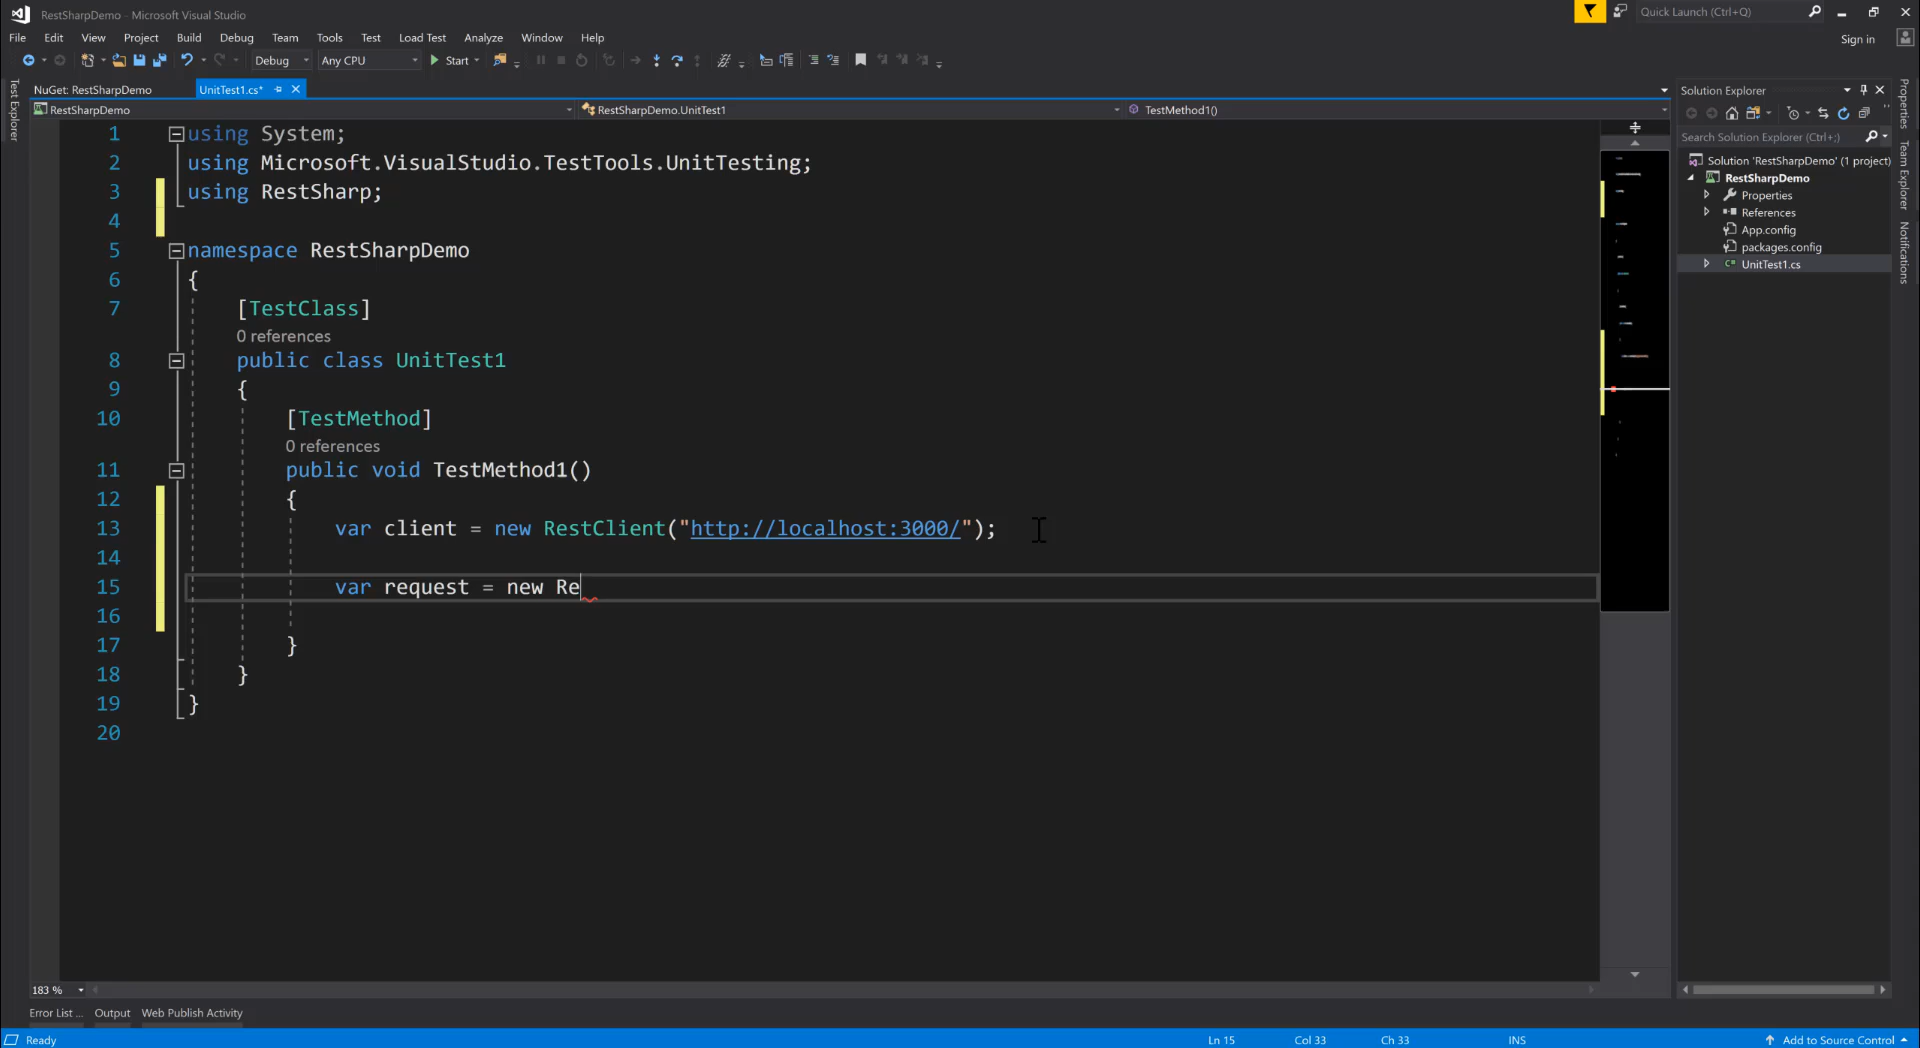 RestSharpDemo - Microsoft Visual Studio
Quick Launch (Ctrl+Q)
File Edit View Project Build Debug Team Tools Test Load Test Analyze Window Help
Sign in
Debug Any CPU Start
NuGet: RestSharpDemo UnitTest1.cs*
RestSharpDemo RestSharpDemo.UnitTest1 TestMethod1()
Test Explorer
1 using System;
2 using Microsoft.VisualStudio.TestTools.UnitTesting;
3 using RestSharp;
4
5 namespace RestSharpDemo
6 {
7 [TestClass]
0 references
8 public class UnitTest1
9 {
10 [TestMethod]
0 references
11 public void TestMethod1()
12 {
13 var client = new RestClient("http://localhost:3000/");
14
15 var request = new Re
16
17 }
18 }
19 }
20
Solution Explorer
Search Solution Explorer (Ctrl+;)
Solution 'RestSharpDemo' (1 project)
RestSharpDemo
Properties
References
App.config
packages.config
UnitTest1.cs
Properties
Team Explorer
Notifications
183 %
Error List ... Output Web Publish Activity
Ready Ln 15 Col 33 Ch 33 INS Add to Source Control